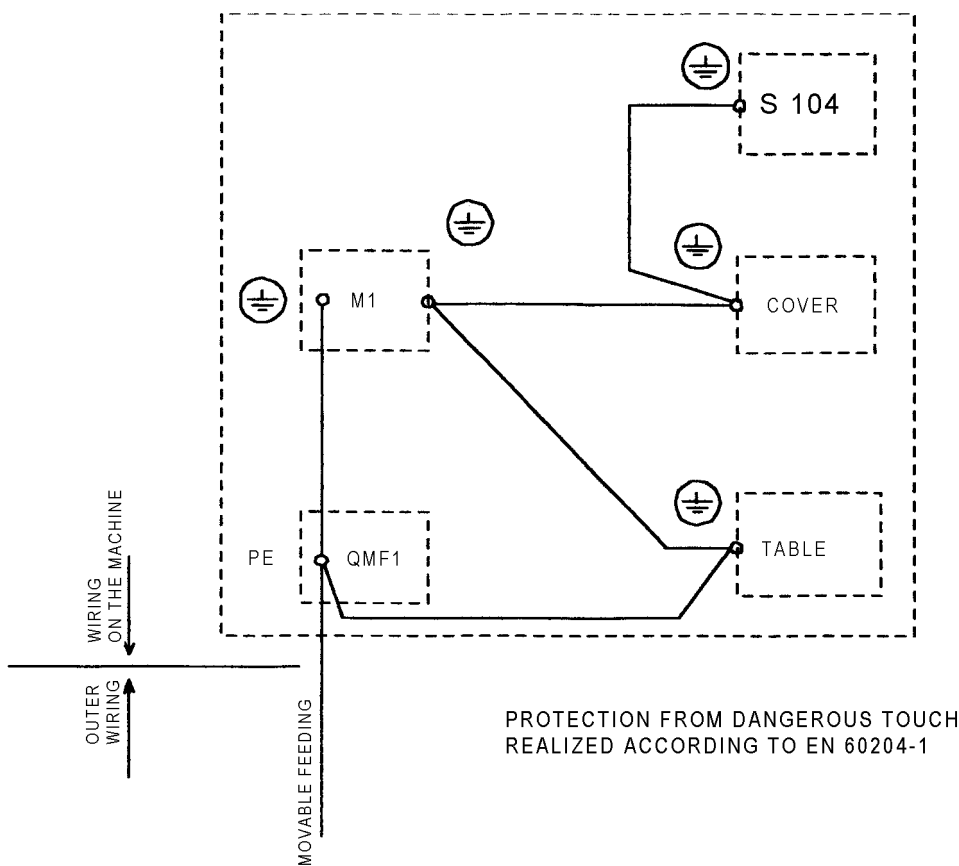 S 104
M1
COVER
PE
QMF1
TABLE
WIRING
ON THE MACHINE
OUTER
WIRING
MOVABLE FEEDING
PROTECTION FROM DANGEROUS TOUCH
REALIZED ACCORDING TO EN 60204-1